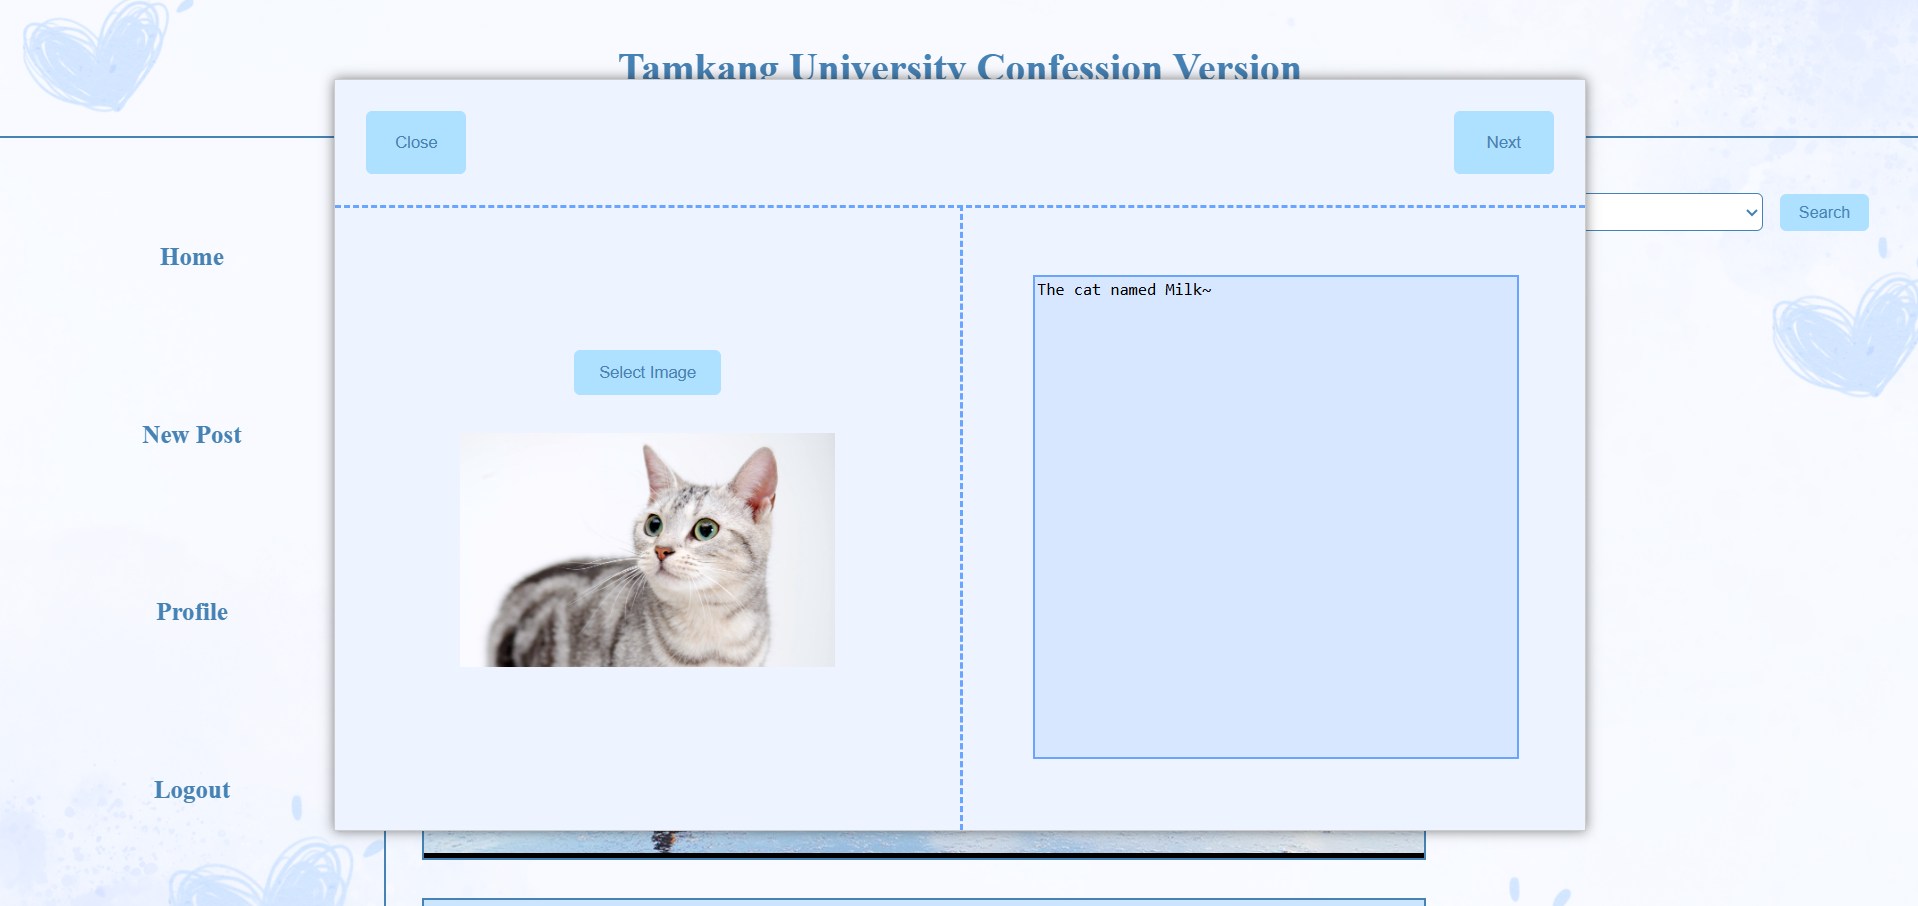 Tamkang University Confession Version
Close
Next
Search
Home
New Post
Profile
Logout
Select Image
The cat named Milk~